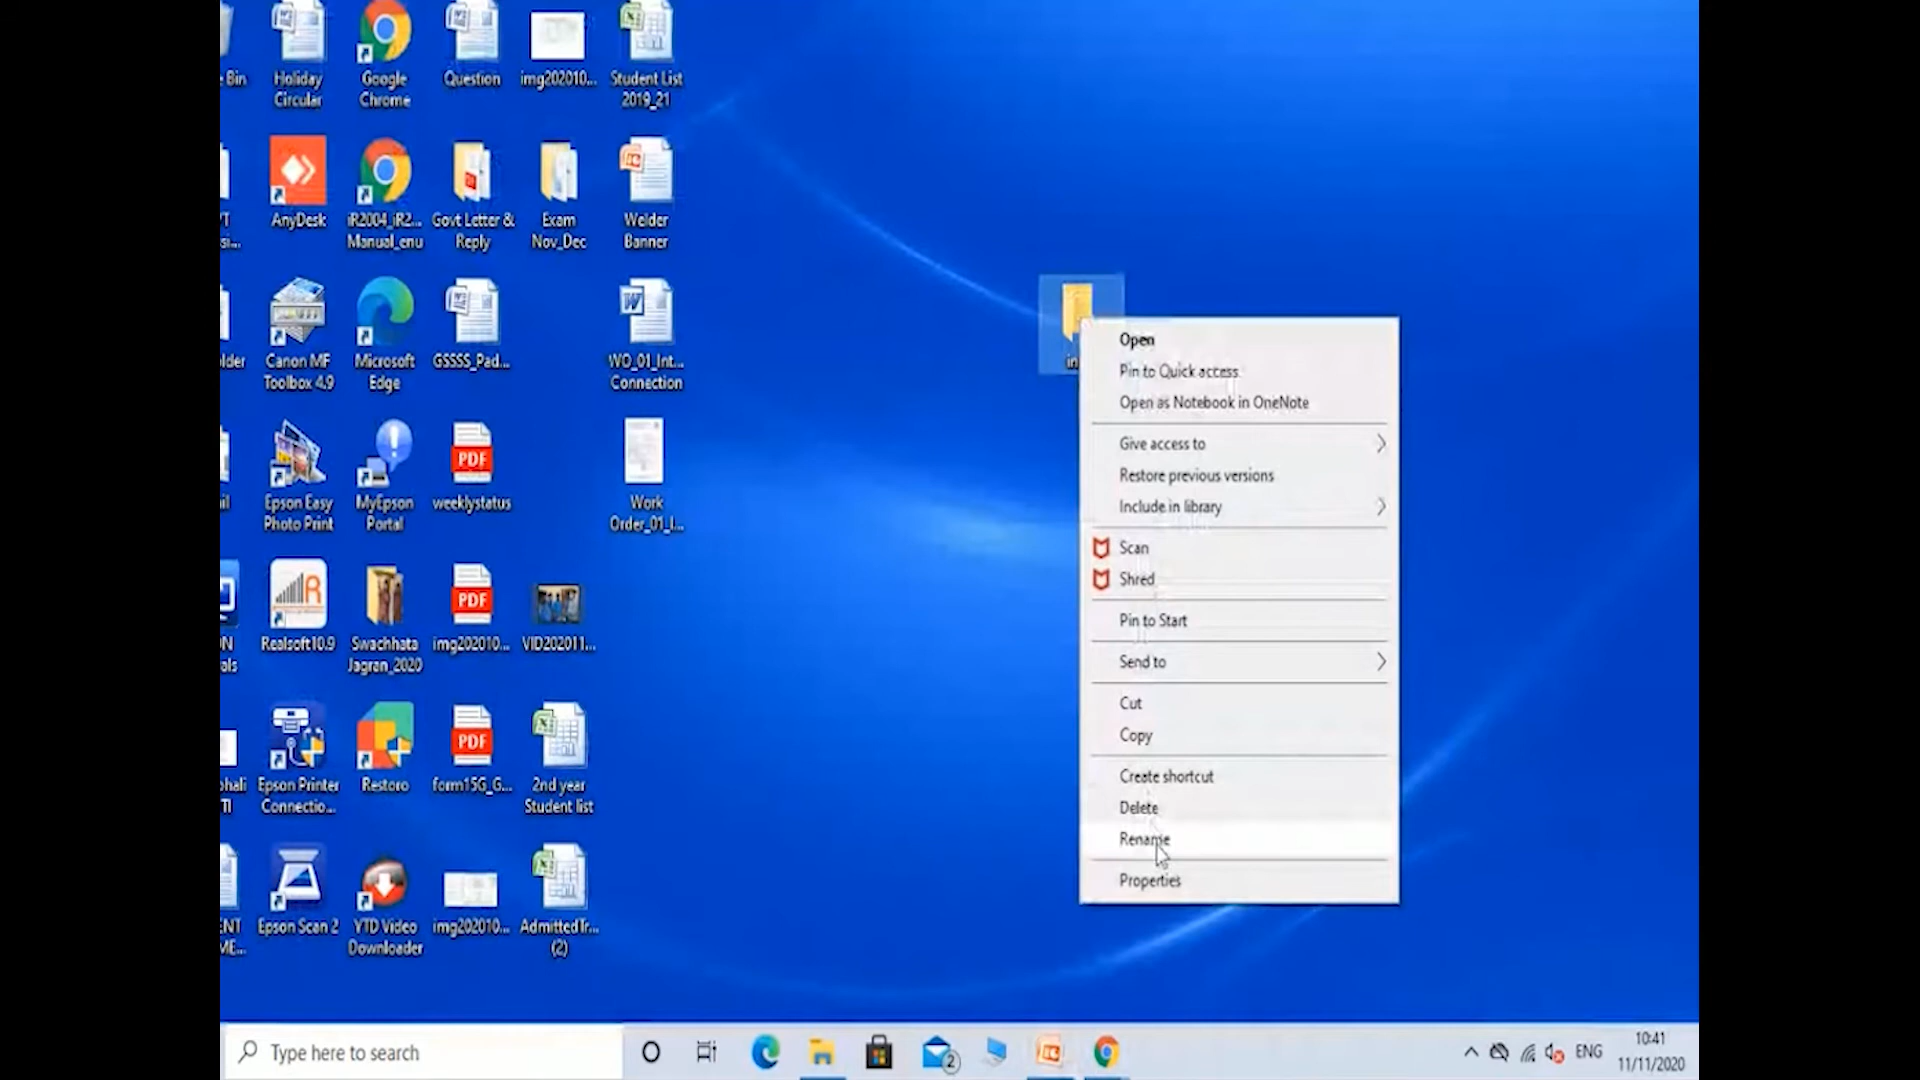 Bin
Holiday
Circular
Google
Chrome
Question
img202010...
Student List
2019_21
AnyDesk
iR2004_iR2...
Manual_enu
Govt Letter &
Reply
Exam
Nov_Dec
Welder
Banner
Canon MF
Toolbox 4.9
Microsoft
Edge
GSSSS_Pad...
WO_01_Int...
Connection
Epson Easy
Photo Print
MyEpson
Portal
PDF
weeklystatus
Work
Order_01_I...
Realsoft10.9
Swachhata
Jagran_2020
PDF
img202010...
VID202011...
Epson Printer
Connectio...
Restoro
PDF
form15G_G...
2nd year
Student list
Epson Scan 2
YTD Video
Downloader
img202010...
AdmittedTr...
(2)
Open
Pin to Quick access
Open as Notebook in OneNote
Give access to
Restore previous versions
Include in library
Scan
Shred
Pin to Start
Send to
Cut
Copy
Create shortcut
Delete
Rename
Properties
Type here to search
2
ENG
10:41
11/11/2020